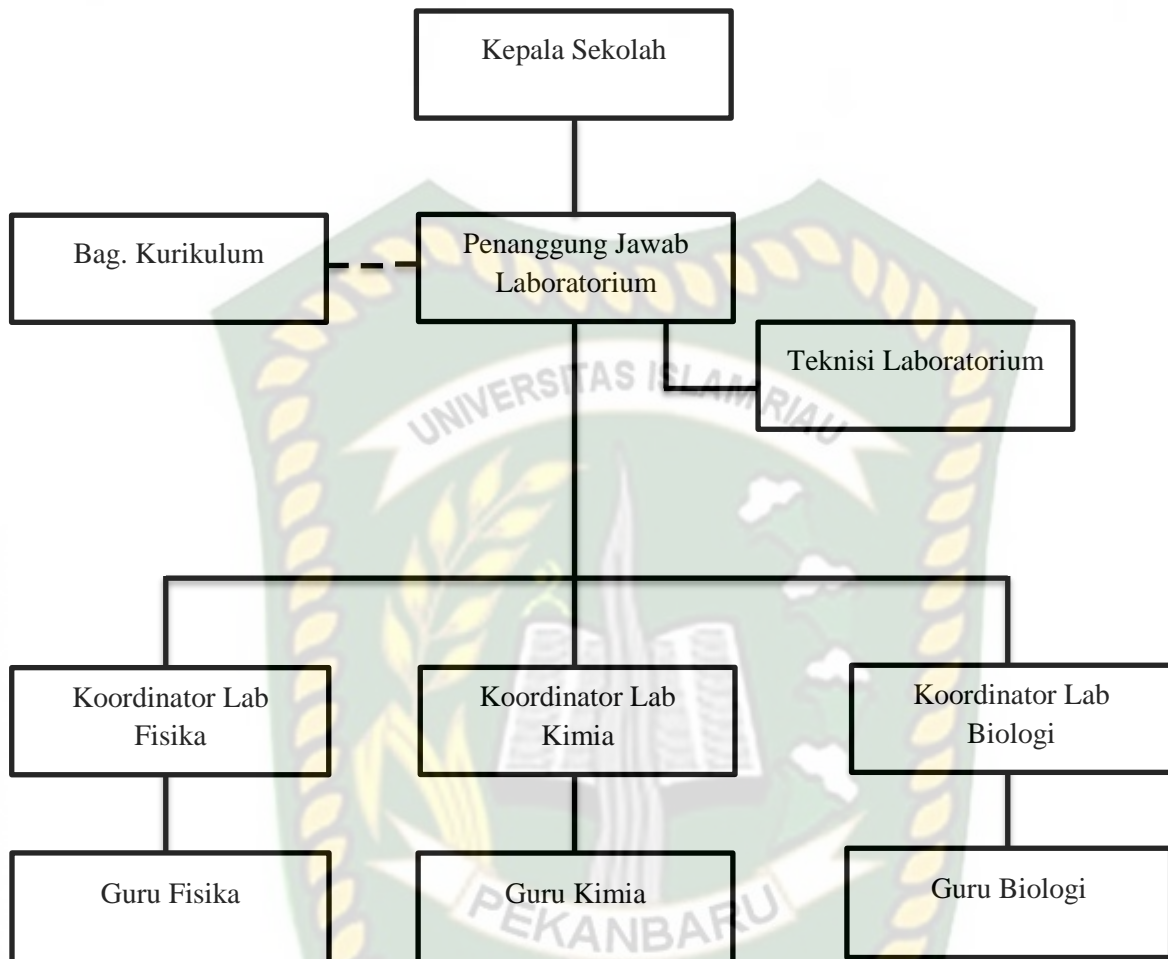 Kepala Sekolah
Bag. Kurikulum
Penanggung Jawab
Laboratorium
Teknisi Laboratorium
UNIVERSITAS ISLAM RIAU
Koordinator Lab
Fisika
Koordinator Lab
Kimia
Koordinator Lab
Biologi
Guru Fisika
Guru Kimia
Guru Biologi
PEKANBARU